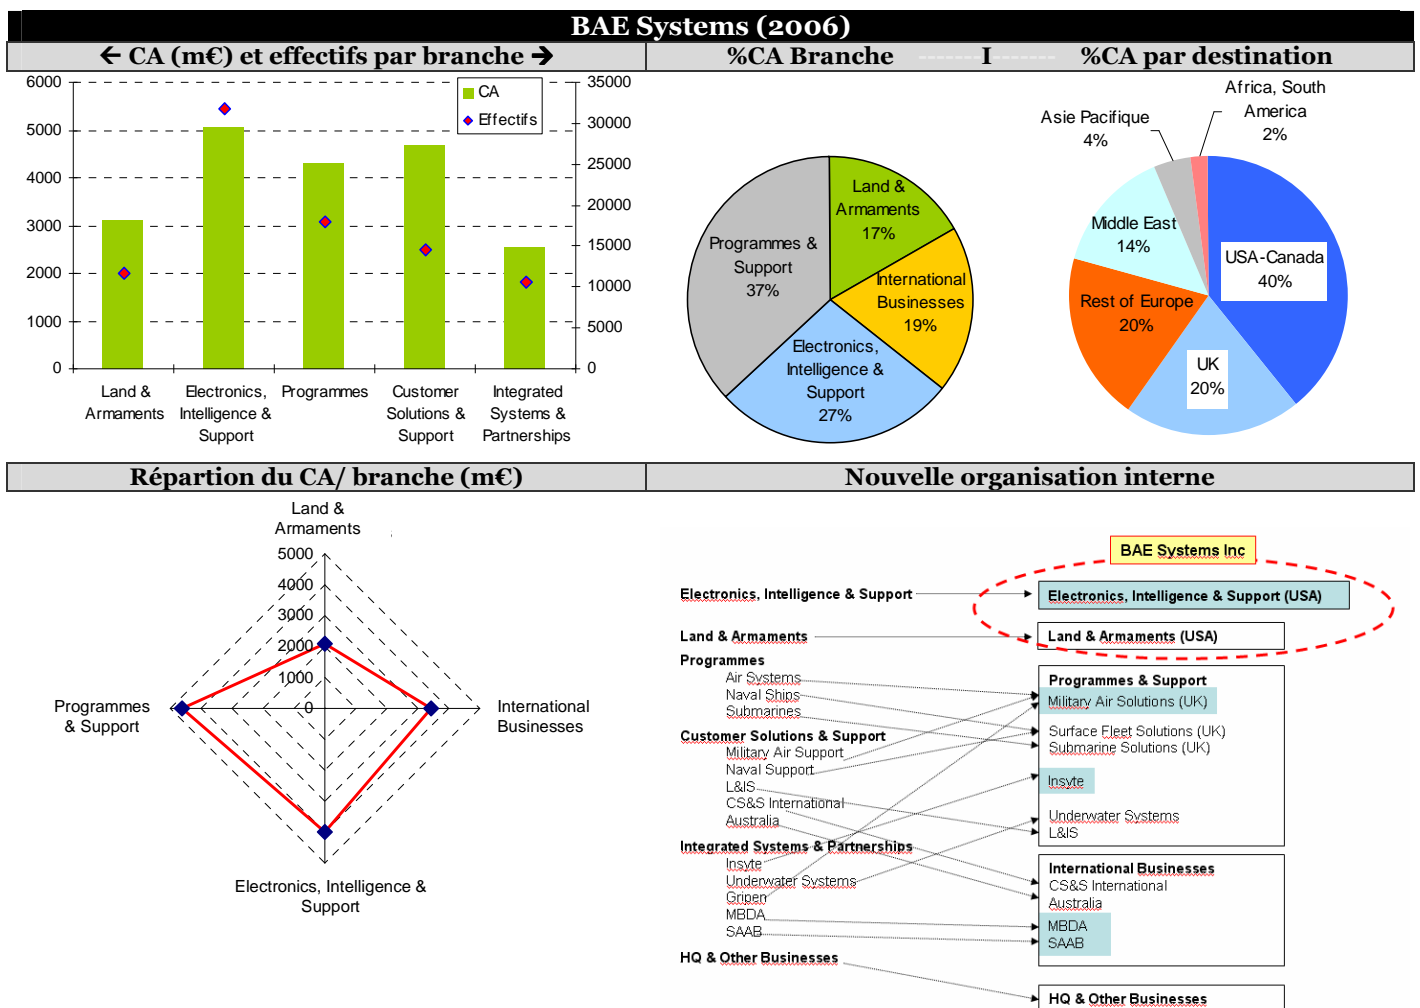 BAE Systems (2006)
← CA (m€) et effectifs par branche →
%CA Branche -------I------- %CA par destination
6000
5000
4000
3000
2000
1000
0
35000
30000
25000
20000
15000
10000
5000
0
CA
Effectifs
Land &
Armaments
Electronics,
Intelligence &
Support
Programmes
Customer
Solutions &
Support
Integrated
Systems &
Partnerships
Land &
Armaments
17%
International
Businesses
19%
Electronics,
Intelligence &
Support
27%
Programmes &
Support
37%
Africa, South
America
2%
Asie Pacifique
4%
Middle East
14%
Rest of Europe
20%
UK
20%
USA-Canada
40%
Répartion du CA/ branche (m€)
Nouvelle organisation interne
Land &
Armaments
5000
4000
3000
2000
1000
0
Programmes
& Support
International
Businesses
Electronics, Intelligence &
Support
BAE Systems Inc
Electronics, Intelligence & Support
Land & Armaments
Programmes
Air Systems
Naval Ships
Submarines
Customer Solutions & Support
Military Air Support
Naval Support
L&IS
CS&S International
Australia
Integrated Systems & Partnerships
Insyte
Underwater Systems
Gripen
MBDA
SAAB
HQ & Other Businesses
Electronics, Intelligence & Support (USA)
Land & Armaments (USA)
Programmes & Support
Military Air Solutions (UK)
Surface Fleet Solutions (UK)
Submarine Solutions (UK)
Insyte
Underwater Systems
L&IS
International Businesses
CS&S International
Australia
MBDA
SAAB
HQ & Other Businesses